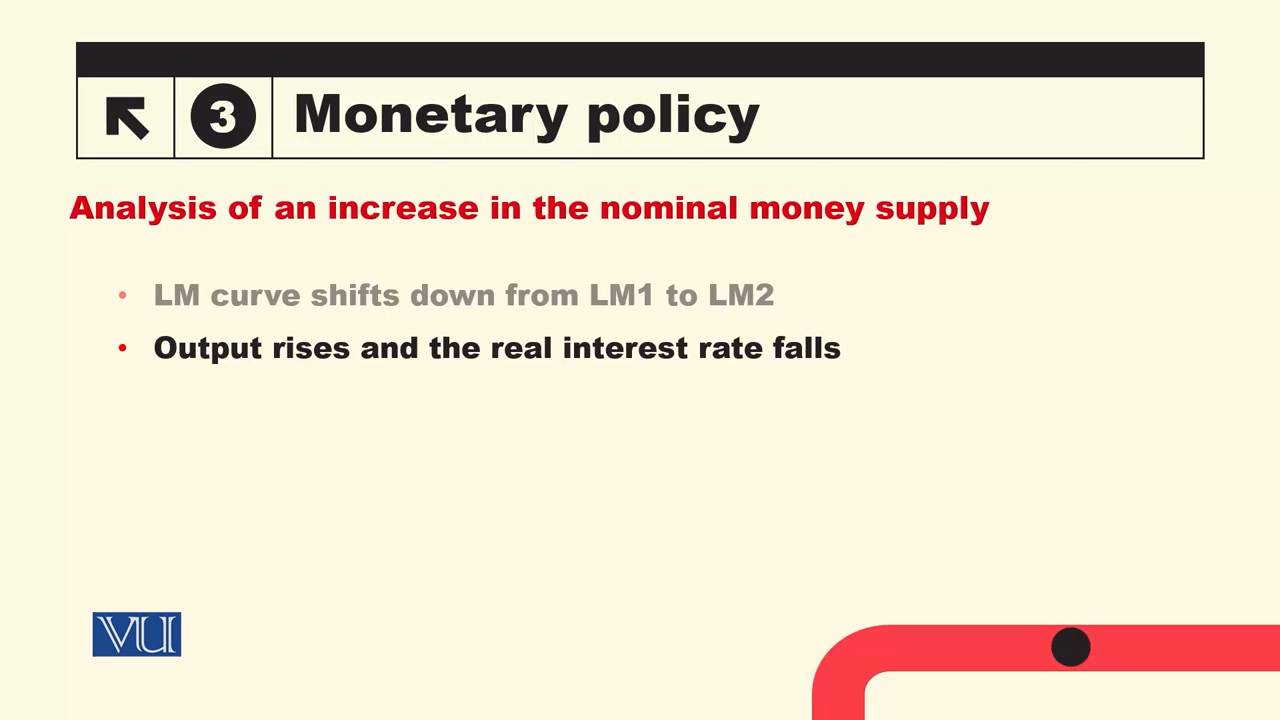 3 Monetary policy
Analysis of an increase in the nominal money supply
• LM curve shifts down from LM1 to LM2
• Output rises and the real interest rate falls
VU